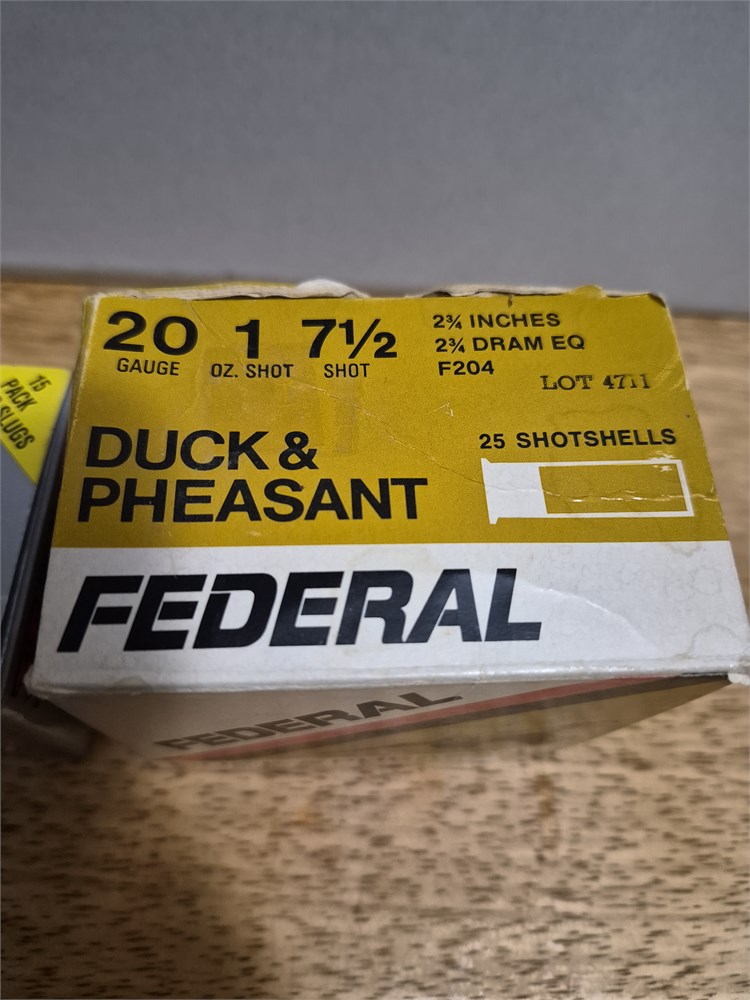 20 1 7½
GAUGE OZ. SHOT SHOT
2¾ INCHES
2¾ DRAM EQ
F204
LOT 4711
DUCK &
PHEASANT
25 SHOTSHELLS
FEDERAL
FEDERAL
15
PACK
SLUGS